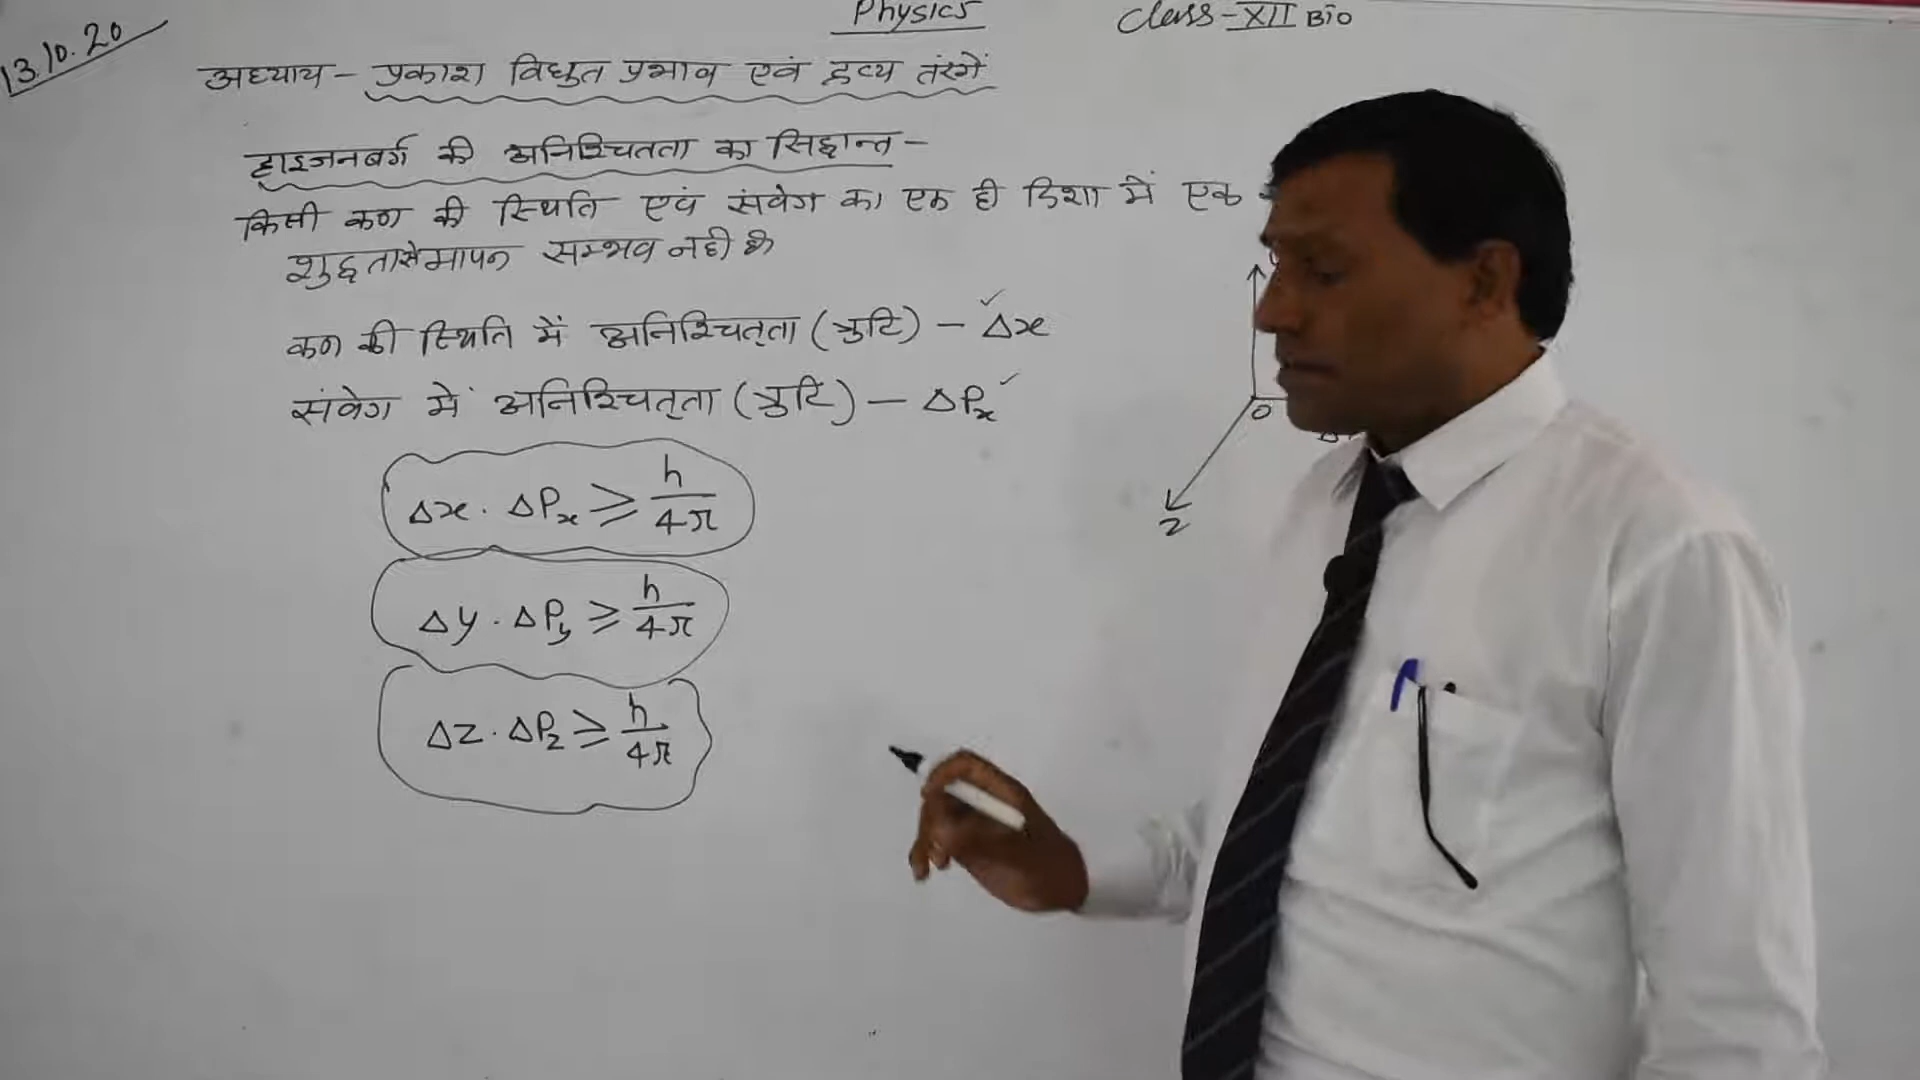 Physics Class-XII Bio
13.10.20
अध्याय - प्रकाश विधुत प्रभाव एवं द्रव्य तंरगें
हाइजनबर्ग की अनिश्चितता का सिद्धान्त -
किसी कण की स्थिति एवं संवेग का एक ही दिशा में एक
शुद्धतासे मापन सम्भव नही है
कण की स्थिति में अनिश्चितता (त्रुटि) - Δx
संवेग में अनिश्चितता (त्रुटि) - ΔPx
Δx . ΔPx ≥ h/4π
Δy . ΔPy ≥ h/4π
Δz . ΔPz ≥ h/4π
O
Z